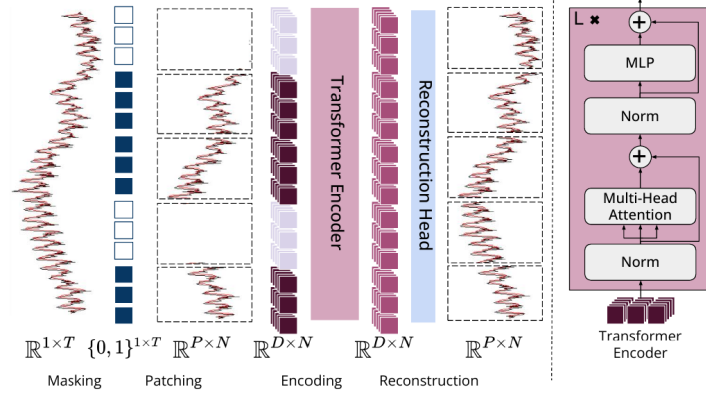 Transformer Encoder
Reconstruction Head
ℝ^{1×T} {0, 1}^{1×T} ℝ^{P×N} ℝ^{D×N} ℝ^{D×N} ℝ^{P×N}
Masking Patching Encoding Reconstruction
L ×
+
MLP
Norm
+
Multi-Head
Attention
Norm
Transformer
Encoder